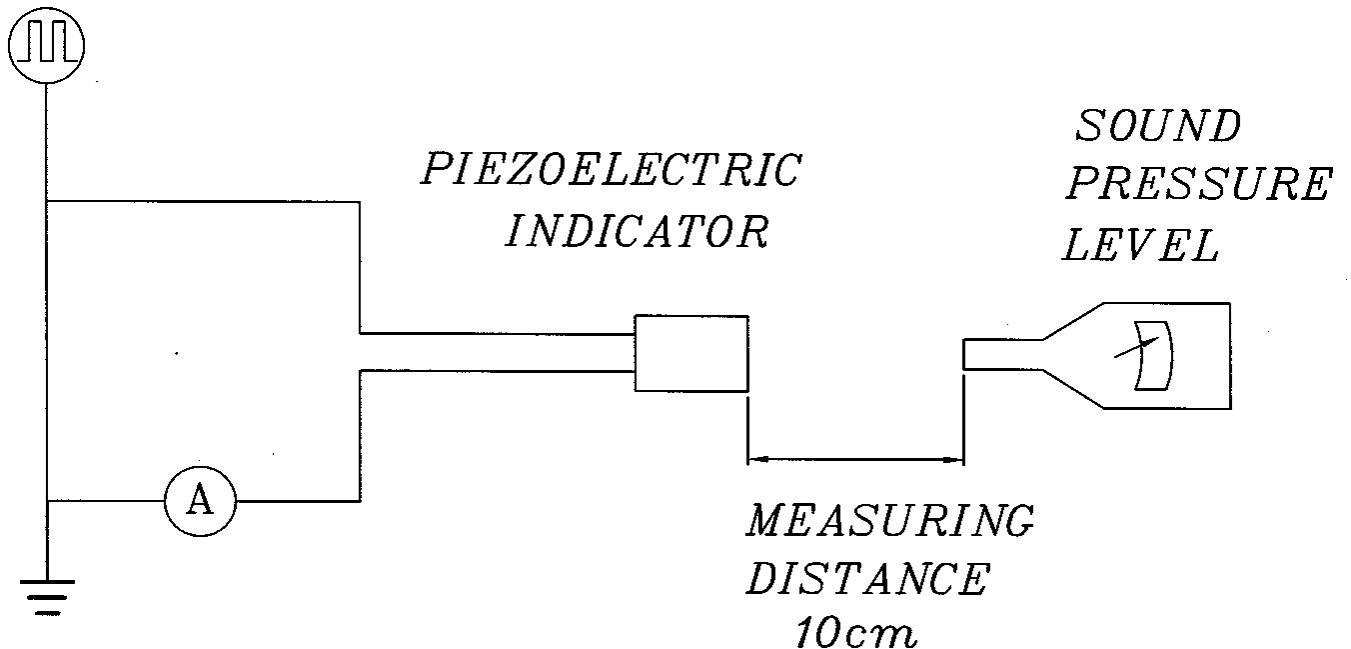 PIEZOELECTRIC
INDICATOR
SOUND
PRESSURE
LEVEL
A
MEASURING
DISTANCE
10cm